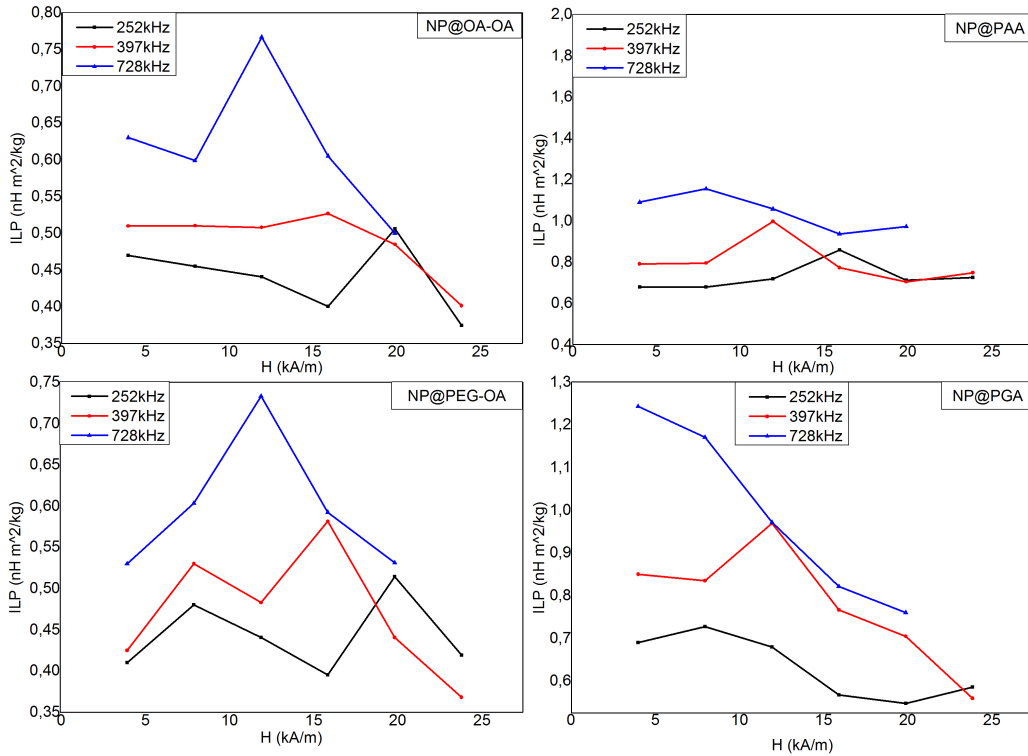 NP@OA-OA
252kHz
397kHz
728kHz
0,80
0,75
0,70
0,65
0,60
0,55
0,50
0,45
0,40
0,35
ILP (nH m^2/kg)
0
5
10
15
20
25
H (kA/m)
NP@PAA
252kHz
397kHz
728kHz
2,0
1,8
1,6
1,4
1,2
1,0
0,8
0,6
0,4
ILP (nH m^2/kg)
0
5
10
15
20
25
H (kA/m)
NP@PEG-OA
252kHz
397kHz
728kHz
0,75
0,70
0,65
0,60
0,55
0,50
0,45
0,40
0,35
ILP (nH m^2/kg)
0
5
10
15
20
25
H (kA/m)
NP@PGA
252kHz
397kHz
728kHz
1,3
1,2
1,1
1,0
0,9
0,8
0,7
0,6
ILP (nH m^2/kg)
0
5
10
15
20
25
H (kA/m)